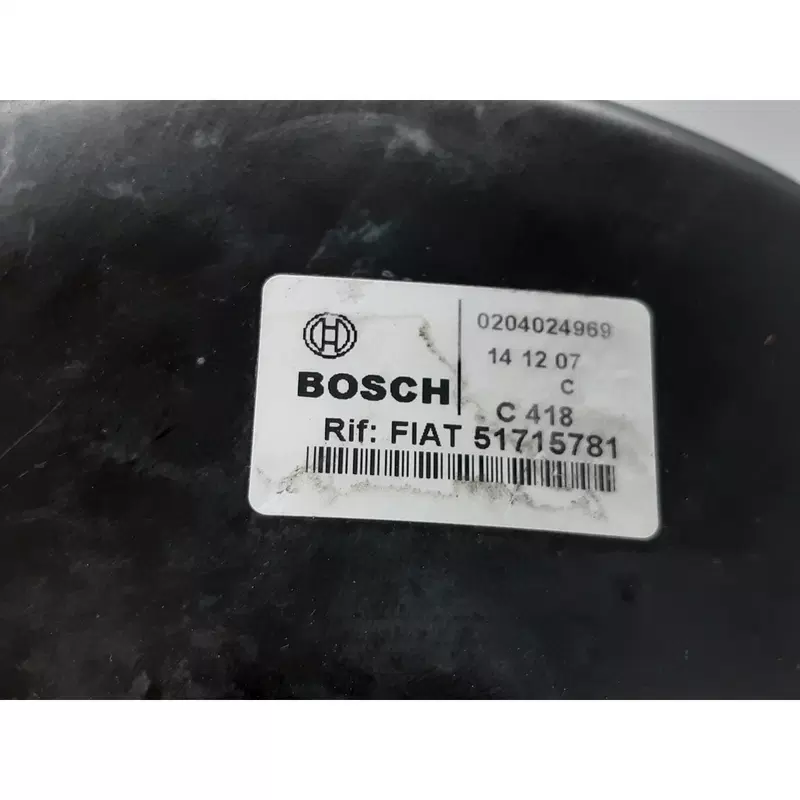 0204024969
14 12 07
C
BOSCH
C 418
Rif: FIAT 51715781